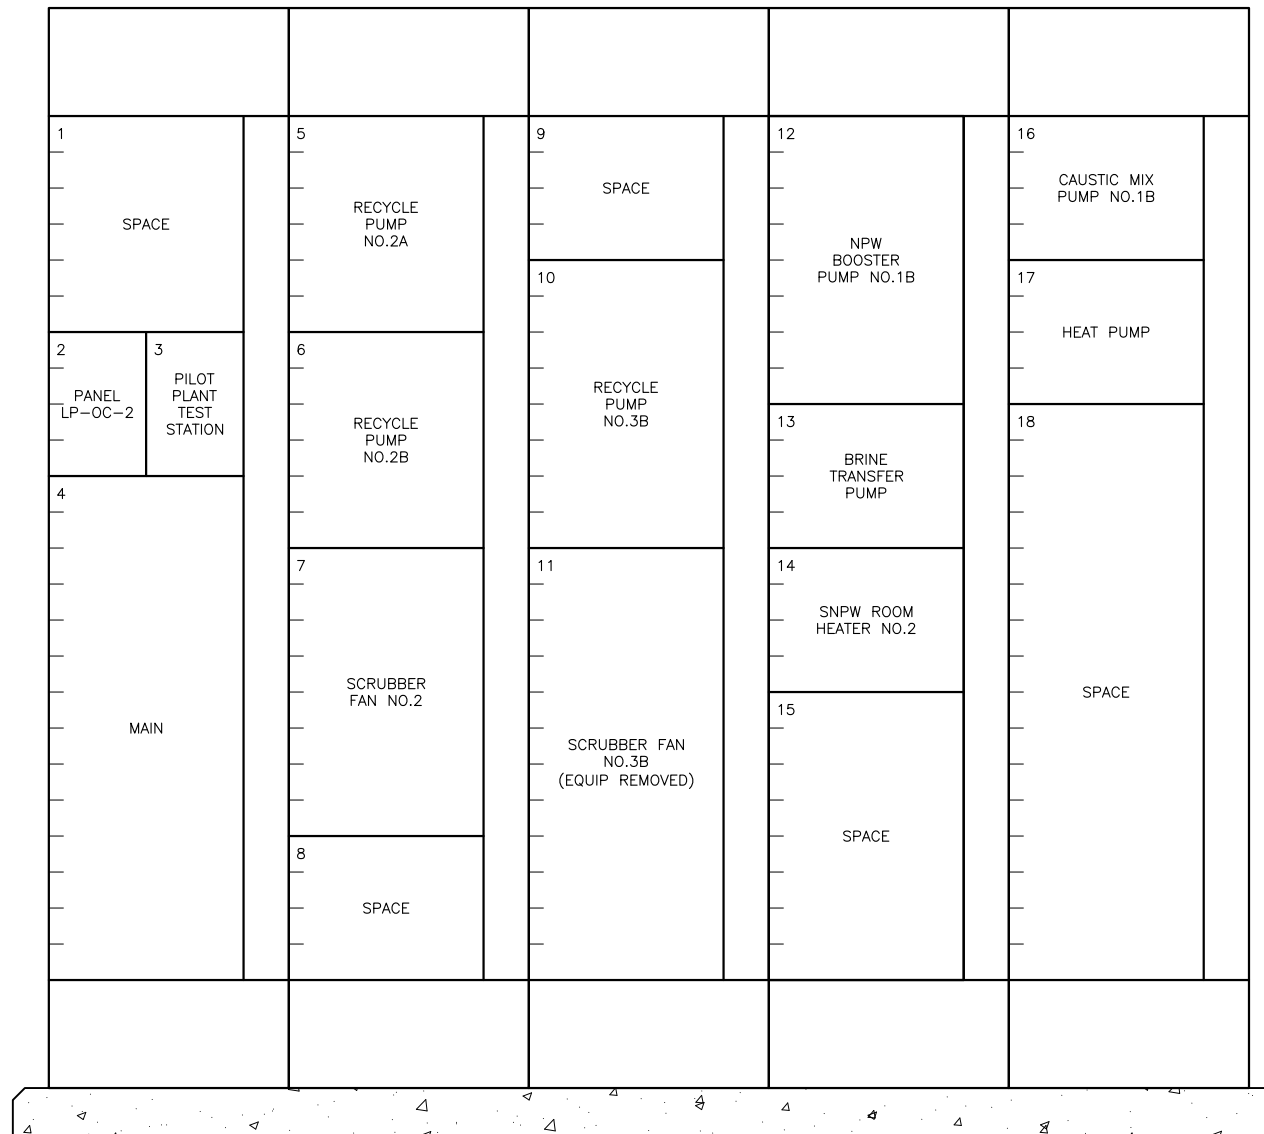 1
SPACE
2
PANEL
LP-OC-2
3
PILOT
PLANT
TEST
STATION
4
MAIN
5
RECYCLE
PUMP
NO.2A
6
RECYCLE
PUMP
NO.2B
7
SCRUBBER
FAN NO.2
8
SPACE
9
SPACE
10
RECYCLE
PUMP
NO.3B
11
SCRUBBER FAN
NO.3B
(EQUIP REMOVED)
12
NPW
BOOSTER
PUMP NO.1B
13
BRINE
TRANSFER
PUMP
14
SNPW ROOM
HEATER NO.2
15
SPACE
16
CAUSTIC MIX
PUMP NO.1B
17
HEAT PUMP
18
SPACE